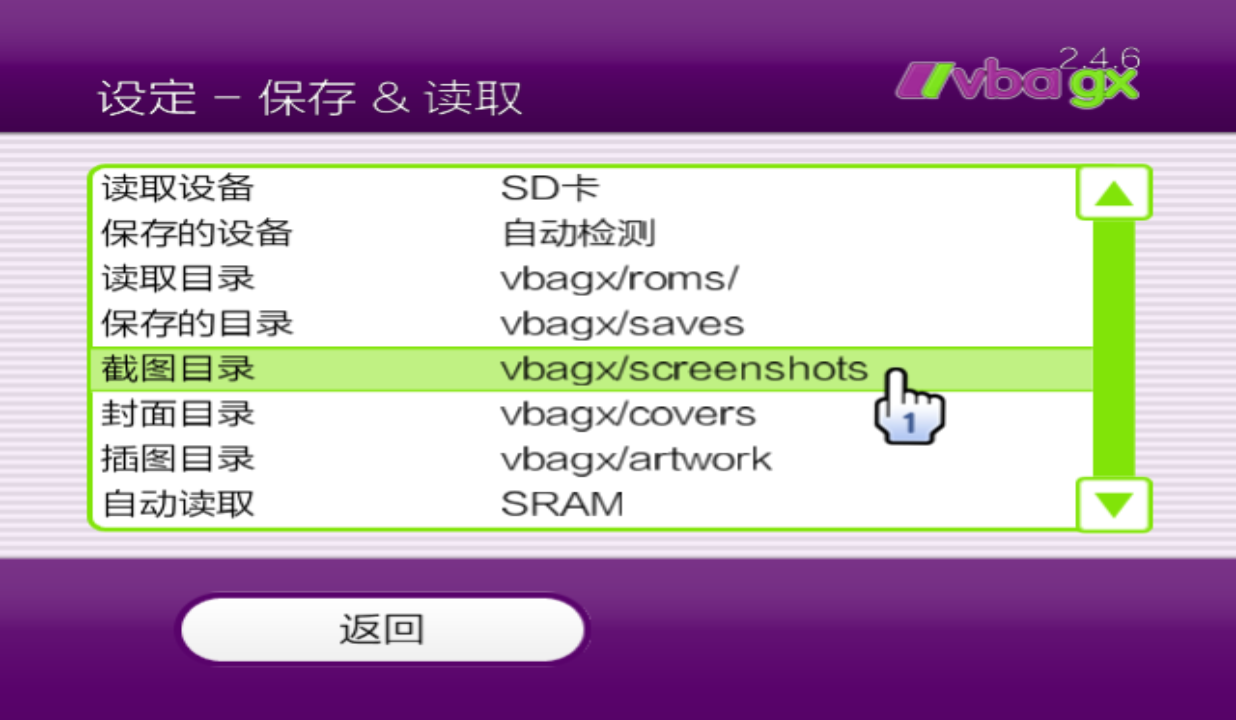 设定 – 保存 & 读取
vbagx 2.4.6
读取设备 SD卡
保存的设备 自动检测
读取目录 vbagx/roms/
保存的目录 vbagx/saves
截图目录 vbagx/screenshots
1
封面目录 vbagx/covers
插图目录 vbagx/artwork
自动读取 SRAM
返回